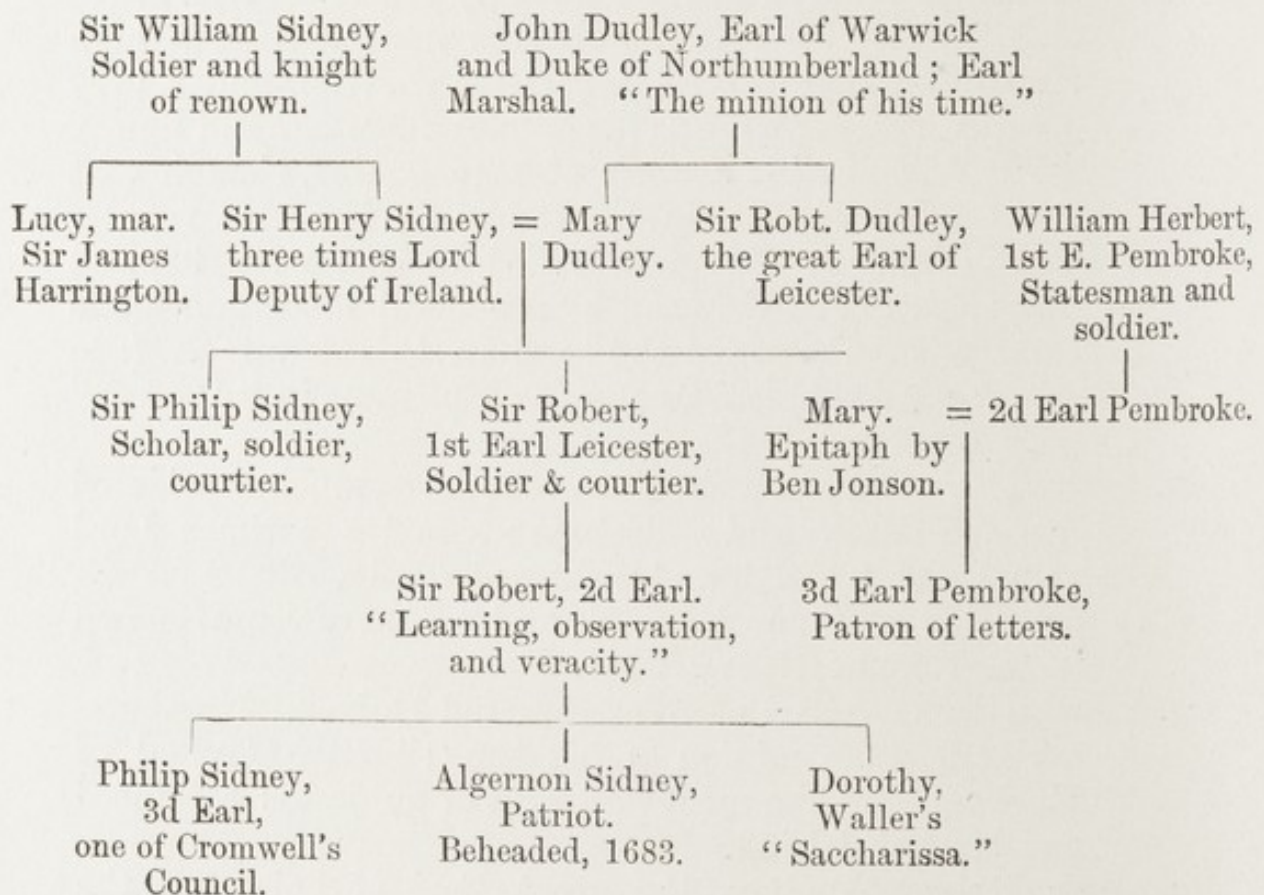 Sir William Sidney,
Soldier and knight
of renown.
John Dudley, Earl of Warwick
and Duke of Northumberland ; Earl
Marshal. “The minion of his time.”
Lucy, mar.
Sir James
Harrington.
Sir Henry Sidney,
three times Lord
Deputy of Ireland.
=
Mary
Dudley.
Sir Robt. Dudley,
the great Earl of
Leicester.
William Herbert,
1st E. Pembroke,
Statesman and
soldier.
Sir Philip Sidney,
Scholar, soldier,
courtier.
Sir Robert,
1st Earl Leicester,
Soldier & courtier.
Mary.
Epitaph by
Ben Jonson.
= 2d Earl Pembroke.
Sir Robert, 2d Earl.
“Learning, observation,
and veracity.”
3d Earl Pembroke,
Patron of letters.
Philip Sidney,
3d Earl,
one of Cromwell's
Council.
Algernon Sidney,
Patriot.
Beheaded, 1683.
Dorothy,
Waller's
“Saccharissa.”